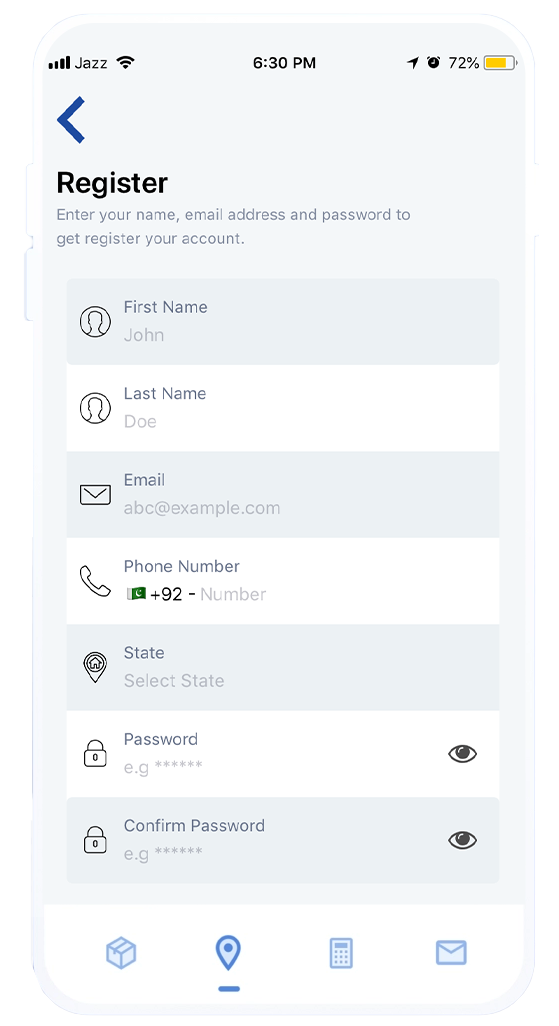 Jazz 6:30 PM 72%
Register
Enter your name, email address and password to
get register your account.
First Name
John
Last Name
Doe
Email
abc@example.com
Phone Number
+92 - Number
State
Select State
Password
e.g ******
Confirm Password
e.g ******